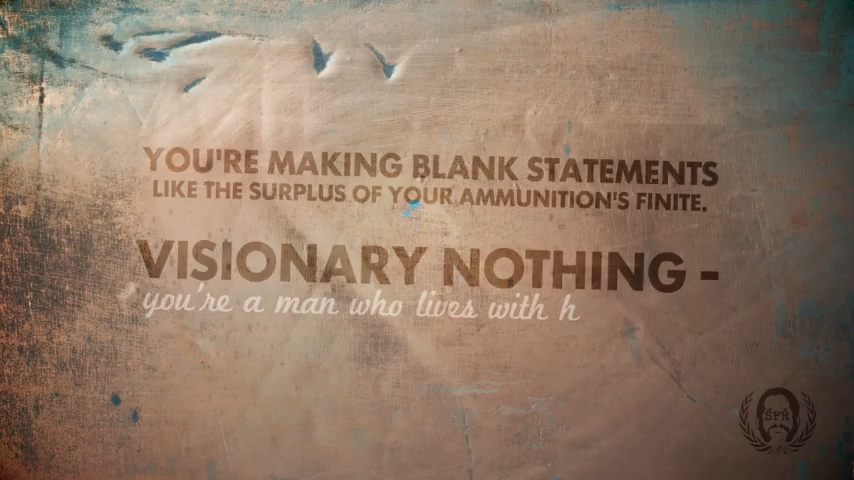 YOU'RE MAKING BLANK STATEMENTS
LIKE THE SURPLUS OF YOUR AMMUNITION'S FINITE.
VISIONARY NOTHING -
you're a man who lives with h
SPR